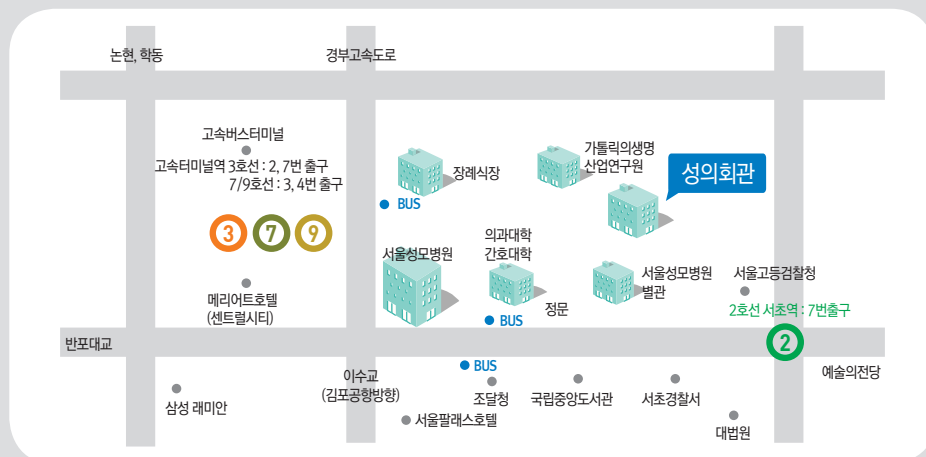 논현, 학동
경부고속도로
고속버스터미널
고속터미널역 3호선 : 2, 7번 출구
7/9호선 : 3, 4번 출구
3
7
9
장례식장
BUS
가톨릭의생명
산업연구원
성의회관
서울성모병원
의과대학
간호대학
정문
BUS
서울성모병원
별관
서울고등검찰청
2호선 서초역 : 7번출구
2
메리어트호텔
(센트럴시티)
반포대교
예술의전당
삼성 래미안
이수교
(김포공항방향)
BUS
조달청
서울팔래스호텔
국립중앙도서관
서초경찰서
대법원